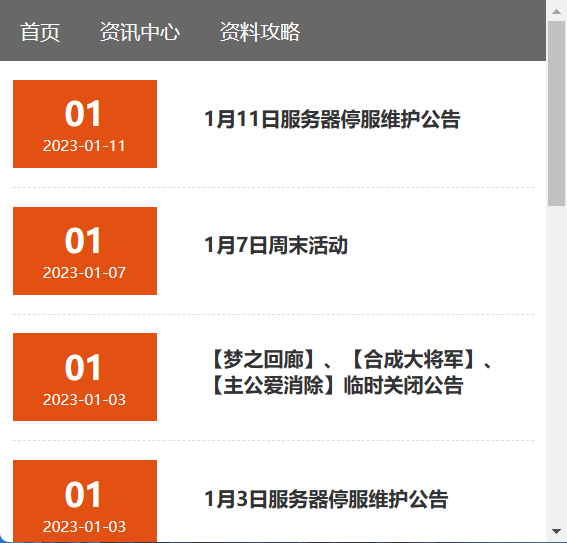 首页 资讯中心 资料攻略
01
2023-01-11
1月11日服务器停服维护公告
01
2023-01-07
1月7日周末活动
01
2023-01-03
【梦之回廊】、【合成大将军】、
【主公爱消除】临时关闭公告
01
2023-01-03
1月3日服务器停服维护公告